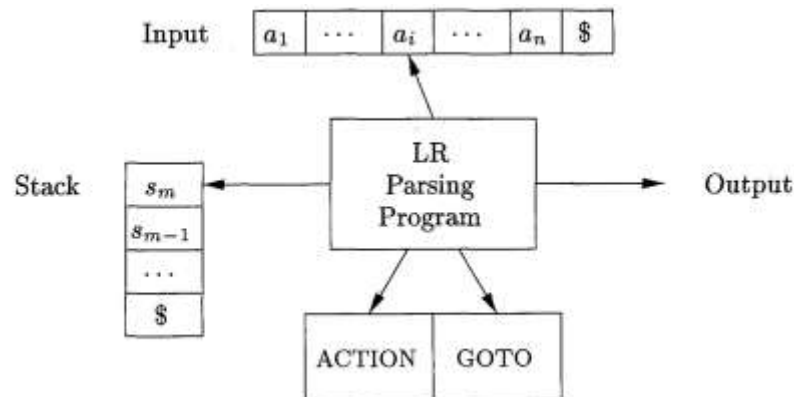 Input a₁ ··· aᵢ ··· aₙ $
LR
Parsing
Program
Stack
sₘ
sₘ₋₁
···
$
Output
ACTION GOTO